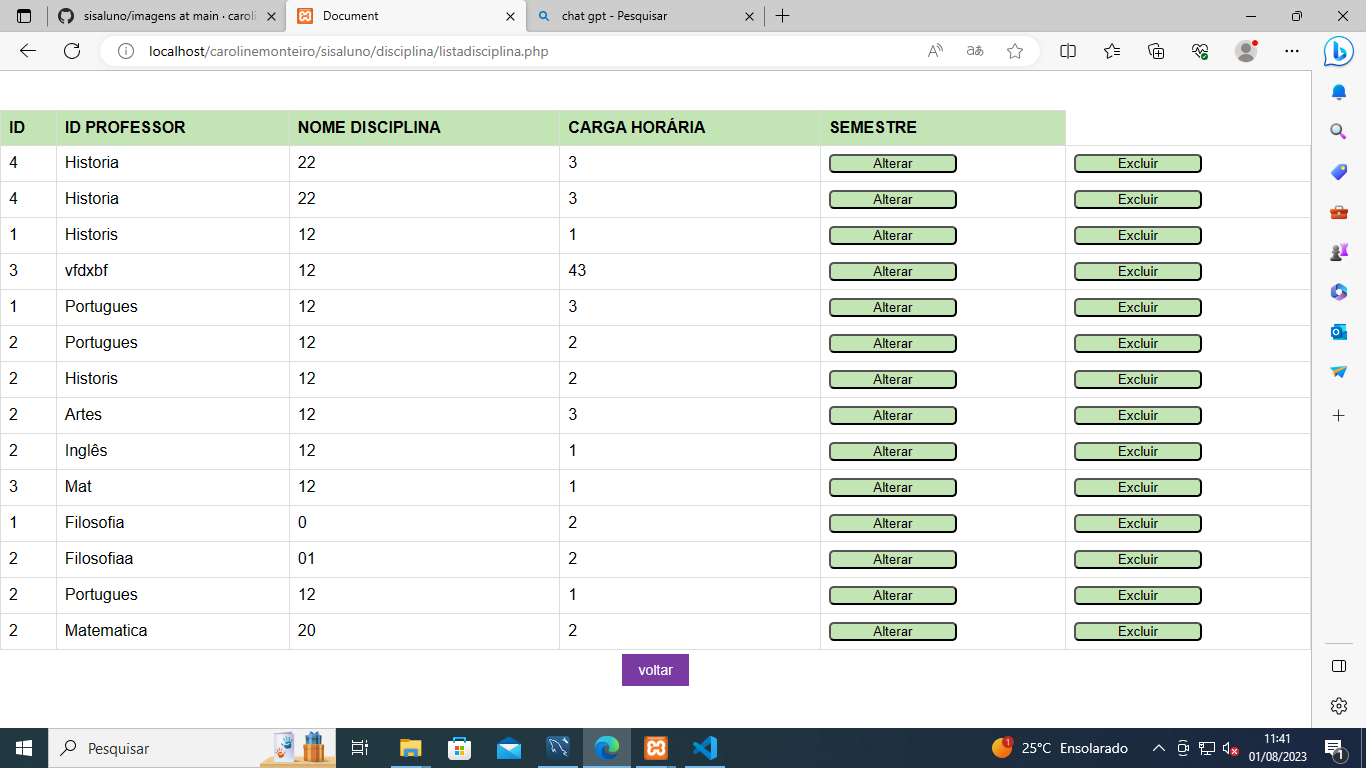 sisaluno/imagens at main · caroli
Document
chat gpt - Pesquisar
localhost/carolinemonteiro/sisaluno/disciplina/listadisciplina.php
ID ID PROFESSOR NOME DISCIPLINA CARGA HORÁRIA SEMESTRE
4 Historia 22 3 Alterar Excluir
4 Historia 22 3 Alterar Excluir
1 Historis 12 1 Alterar Excluir
3 vfdxbf 12 43 Alterar Excluir
1 Portugues 12 3 Alterar Excluir
2 Portugues 12 2 Alterar Excluir
2 Historis 12 2 Alterar Excluir
2 Artes 12 3 Alterar Excluir
2 Inglês 12 1 Alterar Excluir
3 Mat 12 1 Alterar Excluir
1 Filosofia 0 2 Alterar Excluir
2 Filosofiaa 01 2 Alterar Excluir
2 Portugues 12 1 Alterar Excluir
2 Matematica 20 2 Alterar Excluir
voltar
Pesquisar
25°C Ensolarado
11:41
01/08/2023
1